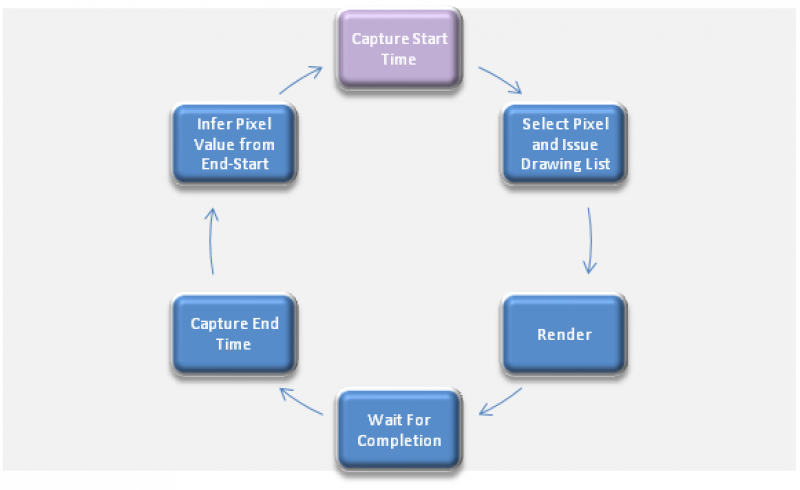 Capture Start
Time
Select Pixel
and Issue
Drawing List
Render
Wait For
Completion
Capture End
Time
Infer Pixel
Value from
End-Start